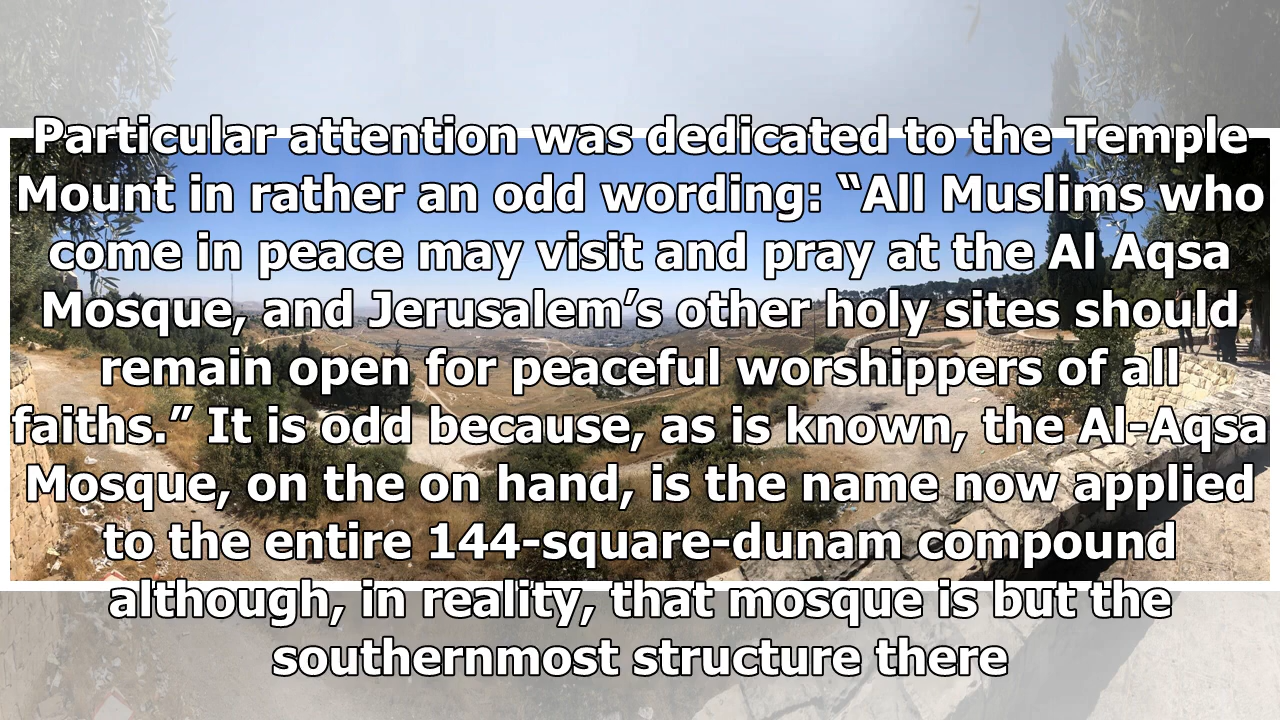 Particular attention was dedicated to the Temple
Mount in rather an odd wording: “All Muslims who
come in peace may visit and pray at the Al Aqsa
Mosque, and Jerusalem’s other holy sites should
remain open for peaceful worshippers of all
faiths.” It is odd because, as is known, the Al-Aqsa
Mosque, on the on hand, is the name now applied
to the entire 144-square-dunam compound
although, in reality, that mosque is but the
southernmost structure there